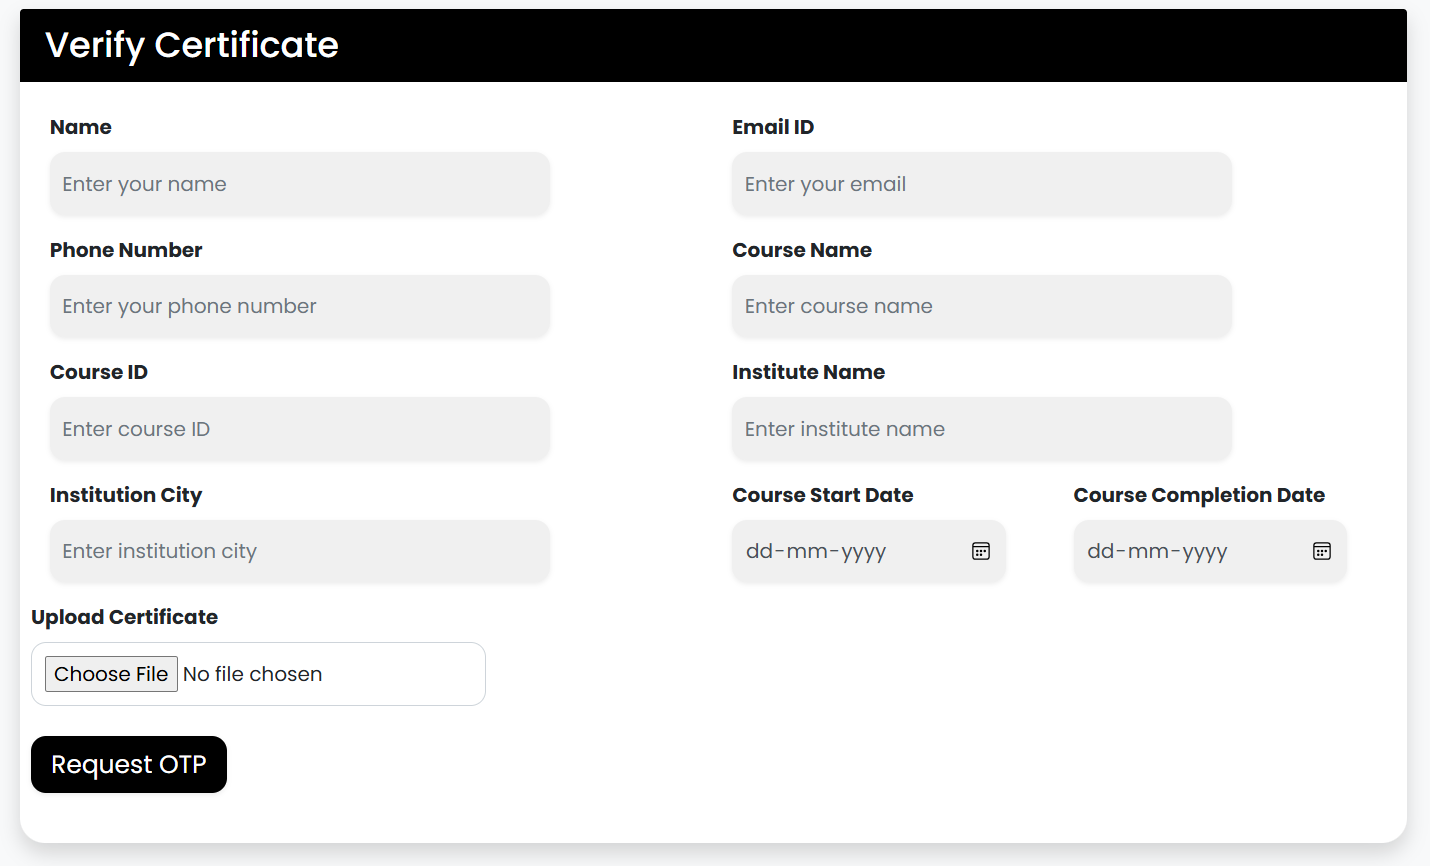 Verify Certificate
Name
Email ID
Enter your name
Enter your email
Phone Number
Course Name
Enter your phone number
Enter course name
Course ID
Institute Name
Enter course ID
Enter institute name
Institution City
Course Start Date
Course Completion Date
Enter institution city
dd-mm-yyyy
dd-mm-yyyy
Upload Certificate
Choose File No file chosen
Request OTP